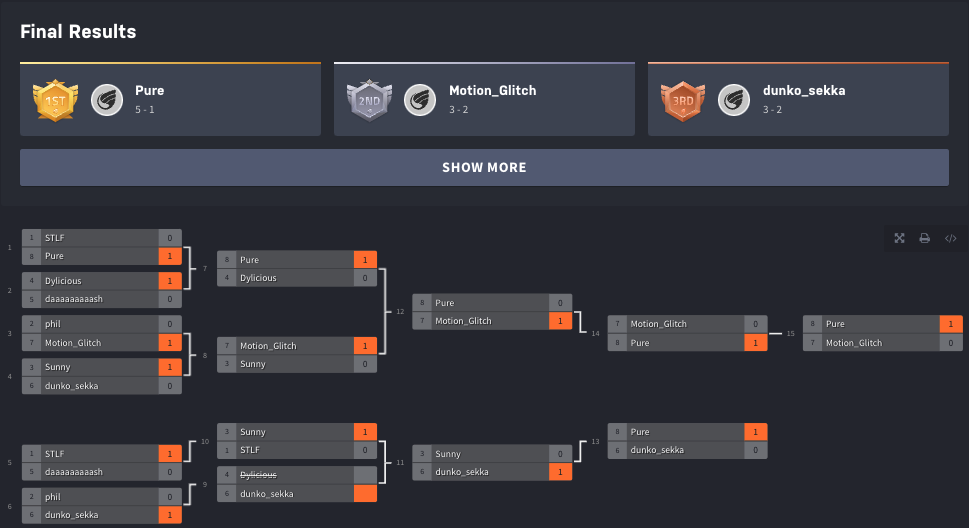 Final Results
1ST Pure
5 - 1
2ND Motion_Glitch
3 - 2
3RD dunko_sekka
3 - 2
SHOW MORE
1
1 STLF 0
8 Pure 1
2
4 Dylicious 1
5 daaaaaaaaash 0
3
2 phil 0
7 Motion_Glitch 1
4
3 Sunny 1
6 dunko_sekka 0
7
8 Pure 1
4 Dylicious 0
8
7 Motion_Glitch 1
3 Sunny 0
12
8 Pure 0
7 Motion_Glitch 1
14
7 Motion_Glitch 0
8 Pure 1
15
8 Pure 1
7 Motion_Glitch 0
</>
5
1 STLF 1
5 daaaaaaaaash 0
6
2 phil 0
6 dunko_sekka 1
10
3 Sunny 1
1 STLF 0
9
4 Dylicious
6 dunko_sekka
11
3 Sunny 0
6 dunko_sekka 1
13
8 Pure 1
6 dunko_sekka 0